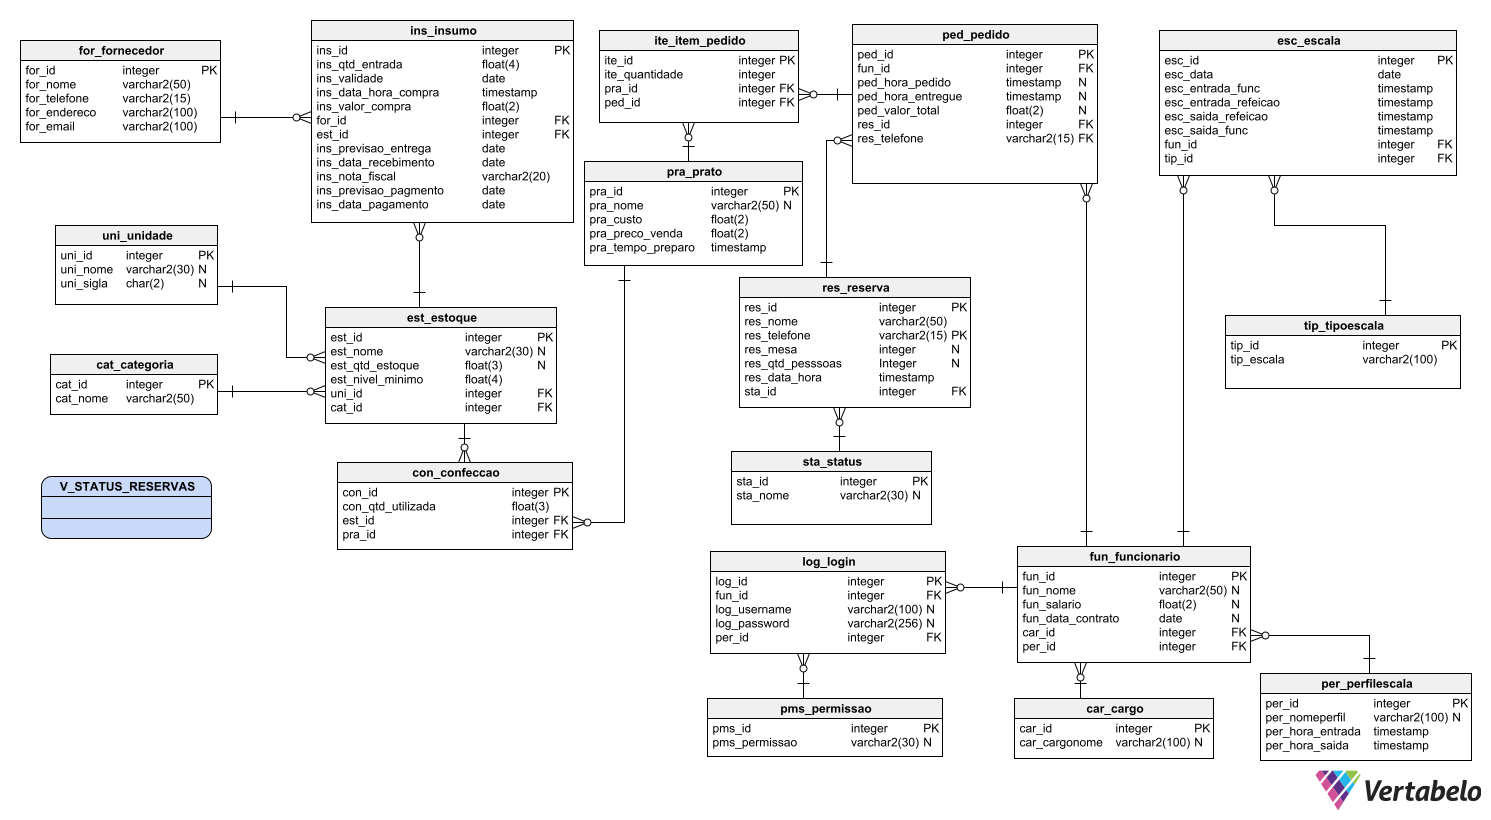 for_fornecedor
for_id integer PK
for_nome varchar2(50)
for_telefone varchar2(15)
for_endereco varchar2(100)
for_email varchar2(100)
ins_insumo
ins_id integer PK
ins_qtd_entrada float(4)
ins_validade date
ins_data_hora_compra timestamp
ins_valor_compra float(2)
for_id integer FK
est_id integer FK
ins_previsao_entrega date
ins_data_recebimento date
ins_nota_fiscal varchar2(20)
ins_previsao_pagmento date
ins_data_pagamento date
ite_item_pedido
ite_id integer PK
ite_quantidade integer
pra_id integer FK
ped_id integer FK
ped_pedido
ped_id integer PK
fun_id integer FK
ped_hora_pedido timestamp N
ped_hora_entregue timestamp N
ped_valor_total float(2) N
res_id integer FK
res_telefone varchar2(15) FK
esc_escala
esc_id integer PK
esc_data date
esc_entrada_func timestamp
esc_entrada_refeicao timestamp
esc_saida_refeicao timestamp
esc_saida_func timestamp
fun_id integer FK
tip_id integer FK
pra_prato
pra_id integer PK
pra_nome varchar2(50) N
pra_custo float(2)
pra_preco_venda float(2)
pra_tempo_preparo timestamp
uni_unidade
uni_id integer PK
uni_nome varchar2(30) N
uni_sigla char(2) N
est_estoque
est_id integer PK
est_nome varchar2(30) N
est_qtd_estoque float(3) N
est_nivel_minimo float(4)
uni_id integer FK
cat_id integer FK
res_reserva
res_id integer PK
res_nome varchar2(50)
res_telefone varchar2(15) PK
res_mesa integer N
res_qtd_pesssoas Integer N
res_data_hora timestamp
sta_id integer FK
tip_tipoescala
tip_id integer PK
tip_escala varchar2(100)
cat_categoria
cat_id integer PK
cat_nome varchar2(50)
V_STATUS_RESERVAS
con_confeccao
con_id integer PK
con_qtd_utilizada float(3)
est_id integer FK
pra_id integer FK
sta_status
sta_id integer PK
sta_nome varchar2(30) N
log_login
log_id integer PK
fun_id integer FK
log_username varchar2(100) N
log_password varchar2(256) N
per_id integer FK
fun_funcionario
fun_id integer PK
fun_nome varchar2(50) N
fun_salario float(2) N
fun_data_contrato date N
car_id integer FK
per_id integer FK
pms_permissao
pms_id integer PK
pms_permissao varchar2(30) N
car_cargo
car_id integer PK
car_cargonome varchar2(100) N
per_perfilescala
per_id integer PK
per_nomeperfil varchar2(100) N
per_hora_entrada timestamp
per_hora_saida timestamp
Vertabelo